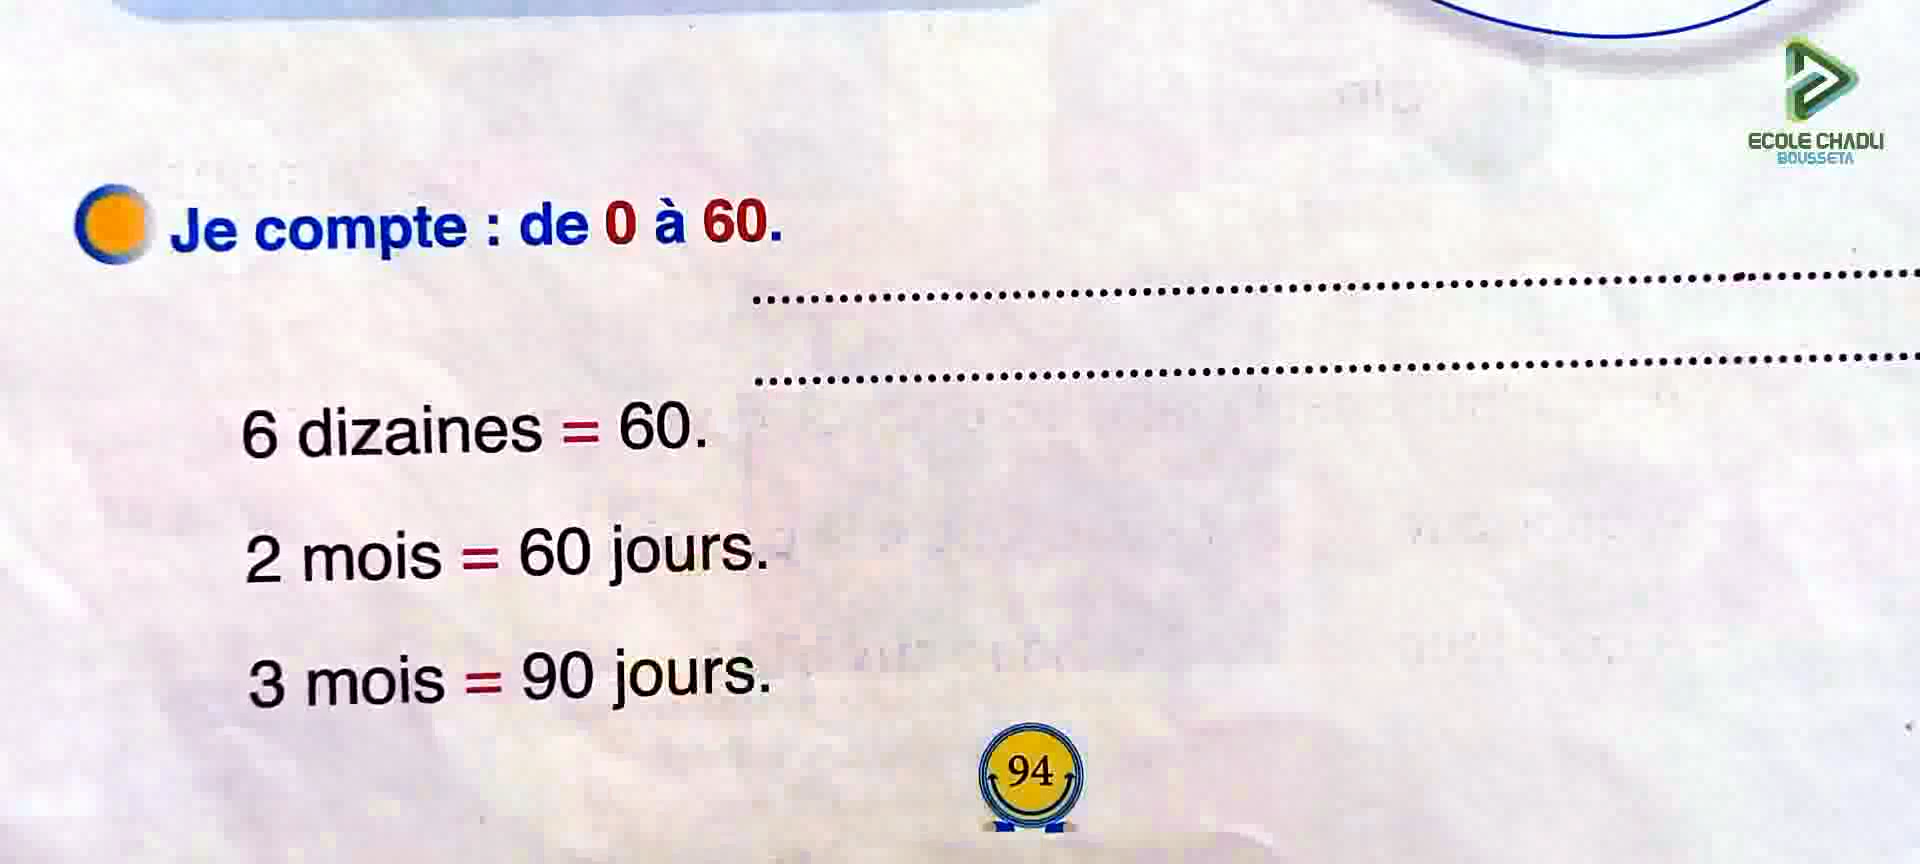 ECOLE CHADLI
BOUSSETA
Je compte : de 0 à 60.
6 dizaines = 60.
2 mois = 60 jours.
3 mois = 90 jours.
94